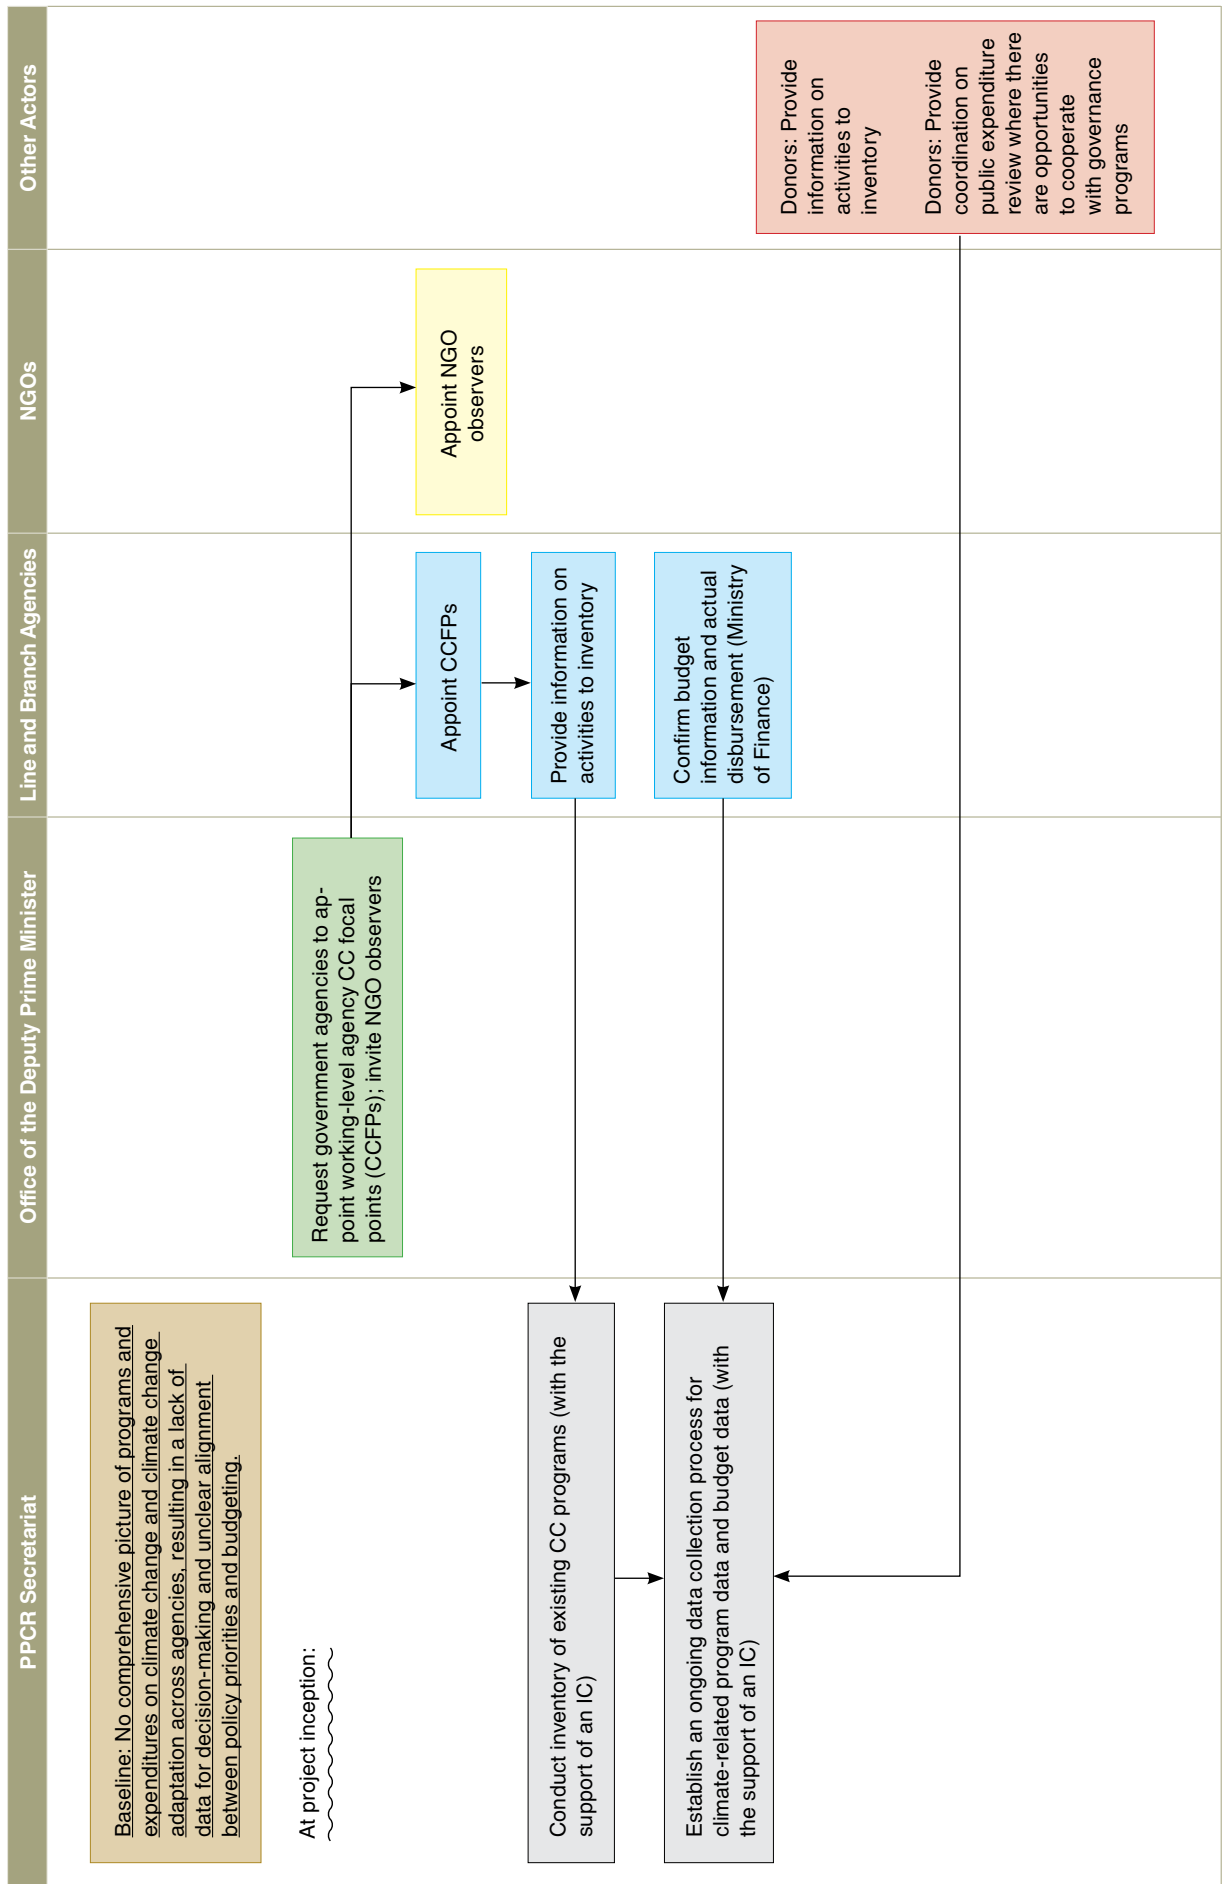 PPCR Secretariat
Office of the Deputy Prime Minister
Line and Branch Agencies
NGOs
Other Actors
Baseline: No comprehensive picture of programs and
expenditures on climate change and climate change
adaptation across agencies, resulting in a lack of
data for decision-making and unclear alignment
between policy priorities and budgeting.
At project inception:
Request government agencies to ap-
point working-level agency CC focal
points (CCFPs); invite NGO observers
Appoint CCFPs
Appoint NGO
observers
Conduct inventory of existing CC programs (with the
support of an IC)
Provide information on
activities to inventory
Establish an ongoing data collection process for
climate-related program data and budget data (with
the support of an IC)
Confirm budget
information and actual
disbursement (Ministry
of Finance)
Donors: Provide
information on
activities to
inventory
Donors: Provide
coordination on
public expenditure
review where there
are opportunities
to cooperate
with governance
programs